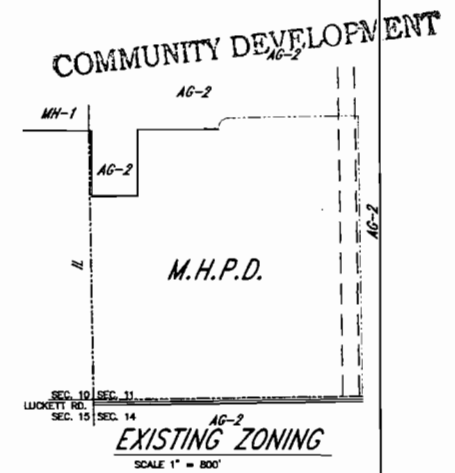 COMMUNITY DEVELOPMENT
AG-2
AG-2
MH-1
AG-2
AG-2
IL
M.H.P.D.
SEC. 10 SEC. 11
LUCKETT RD.
SEC. 15 SEC. 14
AG-2
EXISTING ZONING
SCALE 1" = 800'